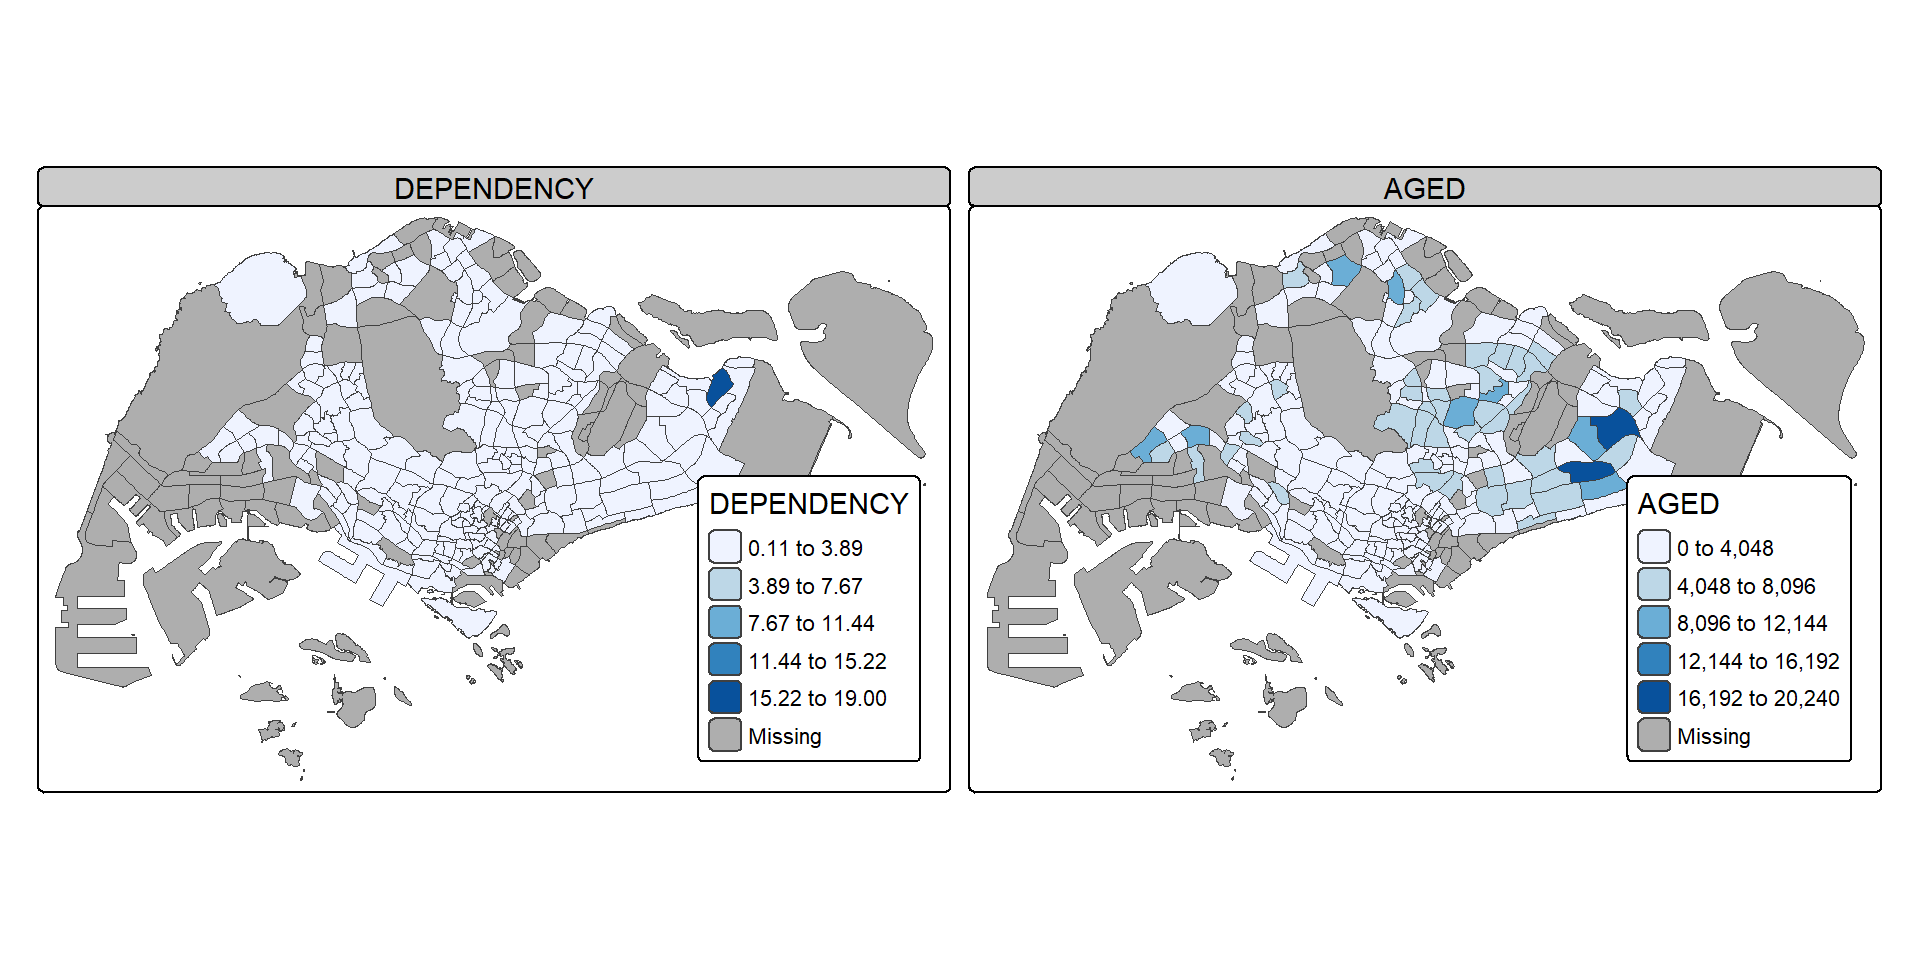 DEPENDENCY
DEPENDENCY
0.11 to 3.89
3.89 to 7.67
7.67 to 11.44
11.44 to 15.22
15.22 to 19.00
Missing
AGED
AGED
0 to 4,048
4,048 to 8,096
8,096 to 12,144
12,144 to 16,192
16,192 to 20,240
Missing